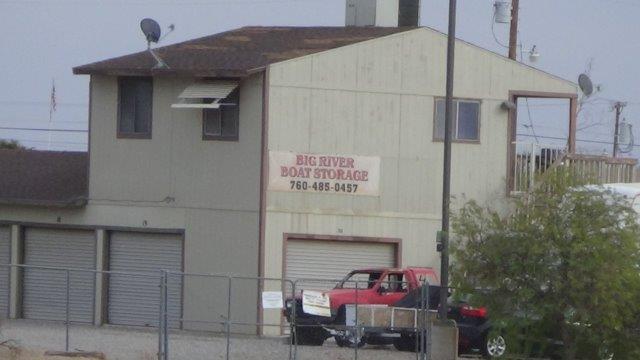 BIG RIVER
BOAT STORAGE
760-485-0457